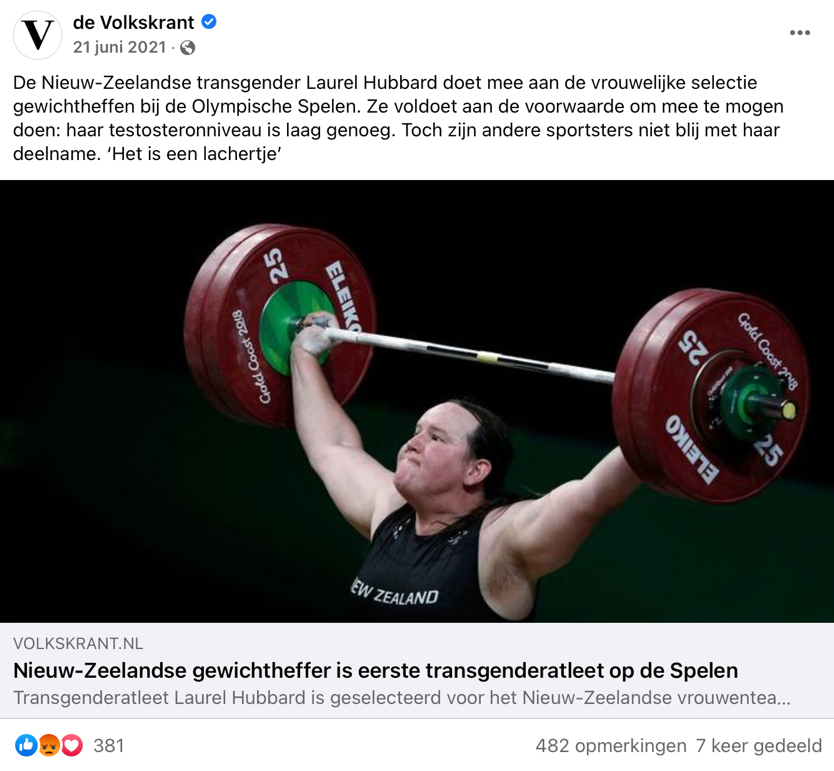 V
de Volkskrant
21 juni 2021 ·
De Nieuw-Zeelandse transgender Laurel Hubbard doet mee aan de vrouwelijke selectie
gewichtheffen bij de Olympische Spelen. Ze voldoet aan de voorwaarde om mee te mogen
doen: haar testosteronniveau is laag genoeg. Toch zijn andere sportsters niet blij met haar
deelname. ‘Het is een lachertje’
25
ELEIKO
Gold Coast 2018
25
Gold Coast 2018
ELEIKO
25
EW ZEALAND
VOLKSKRANT.NL
Nieuw-Zeelandse gewichtheffer is eerste transgenderatleet op de Spelen
Transgenderatleet Laurel Hubbard is geselecteerd voor het Nieuw-Zeelandse vrouwentea...
381
482 opmerkingen 7 keer gedeeld